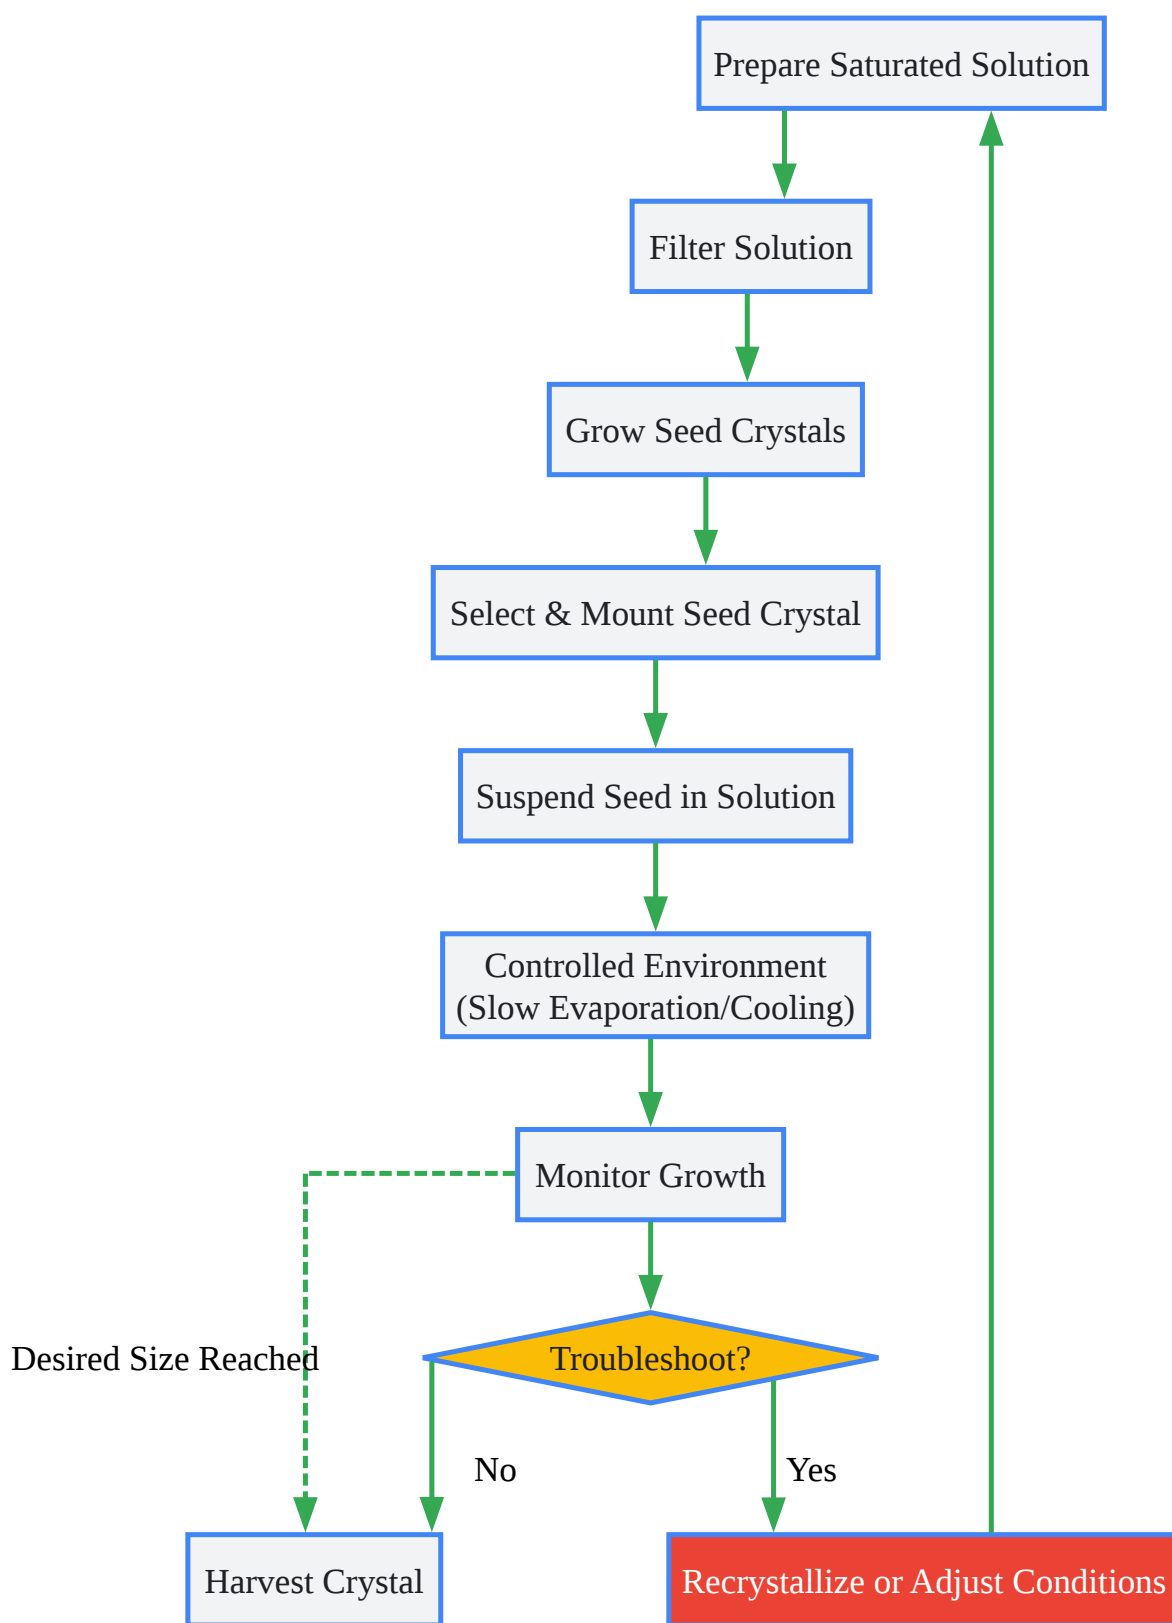 Prepare Saturated Solution
Filter Solution
Grow Seed Crystals
Select & Mount Seed Crystal
Suspend Seed in Solution
Controlled Environment
(Slow Evaporation/Cooling)
Monitor Growth
Desired Size Reached
Troubleshoot?
No
Yes
Harvest Crystal
Recrystallize or Adjust Conditions